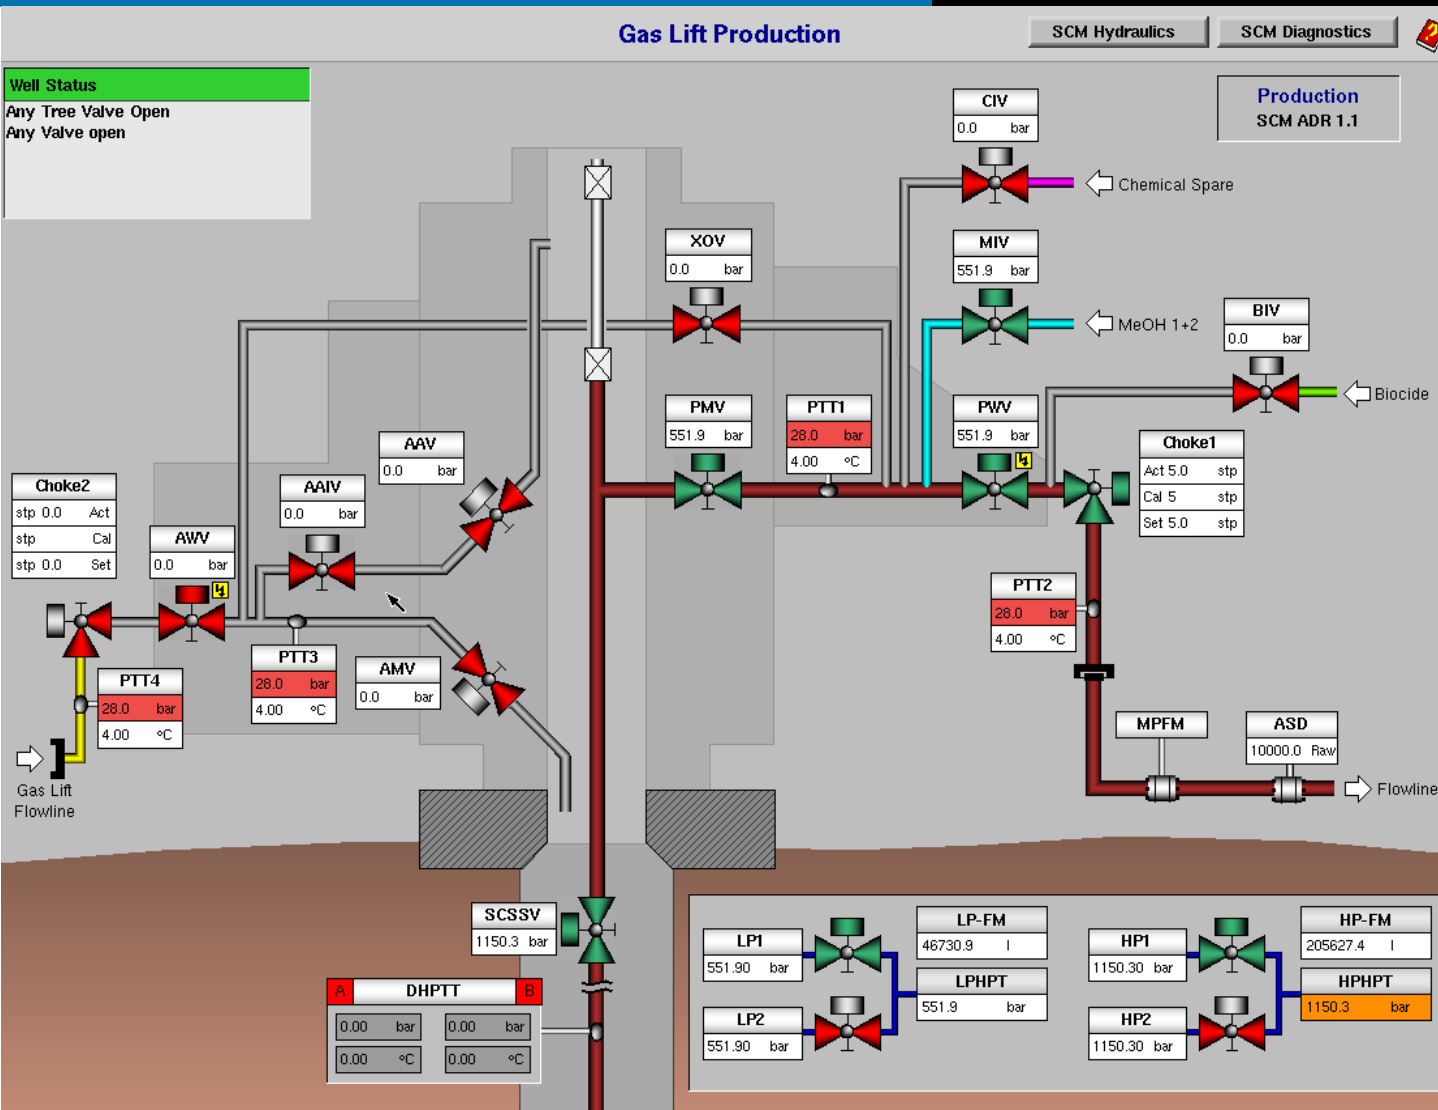 Gas Lift Production
SCM Hydraulics
SCM Diagnostics
?
Well Status
Any Tree Valve Open
Any Valve open
Production
SCM ADR 1.1
CIV
0.0 bar
Chemical Spare
XOV
0.0 bar
MIV
551.9 bar
MeOH 1+2
BIV
0.0 bar
Biocide
PMV
551.9 bar
PTT1
28.0 bar
4.00 ºC
PWV
551.9 bar
Choke1
Act 5.0 stp
Cal 5 stp
Set 5.0 stp
AAV
0.0 bar
AAIV
0.0 bar
Choke2
stp 0.0 Act
stp Cal
stp 0.0 Set
AWV
0.0 bar
PTT2
28.0 bar
4.00 ºC
PTT3
28.0 bar
4.00 ºC
AMV
0.0 bar
PTT4
28.0 bar
4.00 ºC
Gas Lift
Flowline
MPFM
ASD
10000.0 Raw
Flowline
SCSSV
1150.3 bar
A DHPTT B
0.00 bar 0.00 bar
0.00 ºC 0.00 ºC
LP1
551.90 bar
LP2
551.90 bar
LP-FM
46730.9 l
LPHPT
551.9 bar
HP1
1150.30 bar
HP2
1150.30 bar
HP-FM
205627.4 l
HPHPT
1150.3 bar